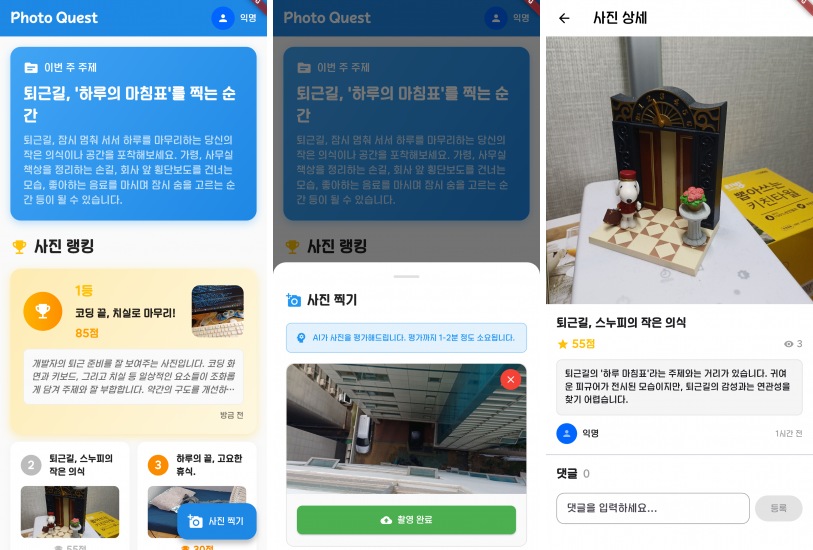 Photo Quest
익명
이번 주 주제
퇴근길, '하루의 마침표'를 찍는 순
간
퇴근길, 잠시 멈춰 서서 하루를 마무리하는 당신의
작은 의식이나 공간을 포착해보세요. 가령, 사무실
책상을 정리하는 손길, 회사 앞 횡단보도를 건너는
모습, 좋아하는 음료를 마시며 잠시 숨을 고르는 순
간 등이 될 수 있습니다.
사진 랭킹
1등
코딩 끝, 치실로 마무리!
85점
개발자의 퇴근 준비를 잘 보여주는 사진입니다. 코딩 화
면과 키보드, 그리고 치실 등 일상적인 요소들이 조화롭
게 담겨 주제와 잘 부합합니다. 약간의 구도를 개선하…
방금 전
2
퇴근길, 스누피의
작은 의식
55점
3
하루의 끝, 고요한
휴식.
30점
사진 찍기
Photo Quest
익명
이번 주 주제
퇴근길, '하루의 마침표'를 찍는 순
간
퇴근길, 잠시 멈춰 서서 하루를 마무리하는 당신의
작은 의식이나 공간을 포착해보세요. 가령, 사무실
책상을 정리하는 손길, 회사 앞 횡단보도를 건너는
모습, 좋아하는 음료를 마시며 잠시 숨을 고르는 순
간 등이 될 수 있습니다.
사진 랭킹
사진 찍기
AI가 사진을 평가해드립니다. 평가까지 1-2분 정도 소요됩니다.
촬영 완료
사진 상세
뽑아쓰는
키친타월
퇴근길, 스누피의 작은 의식
55점
3
퇴근길의 '하루 마침표'라는 주제와는 거리가 있습니다. 귀여
운 피규어가 전시된 모습이지만, 퇴근길의 감성과는 연관성을
찾기 어렵습니다.
익명
1시간 전
댓글 0
댓글을 입력하세요...
등록